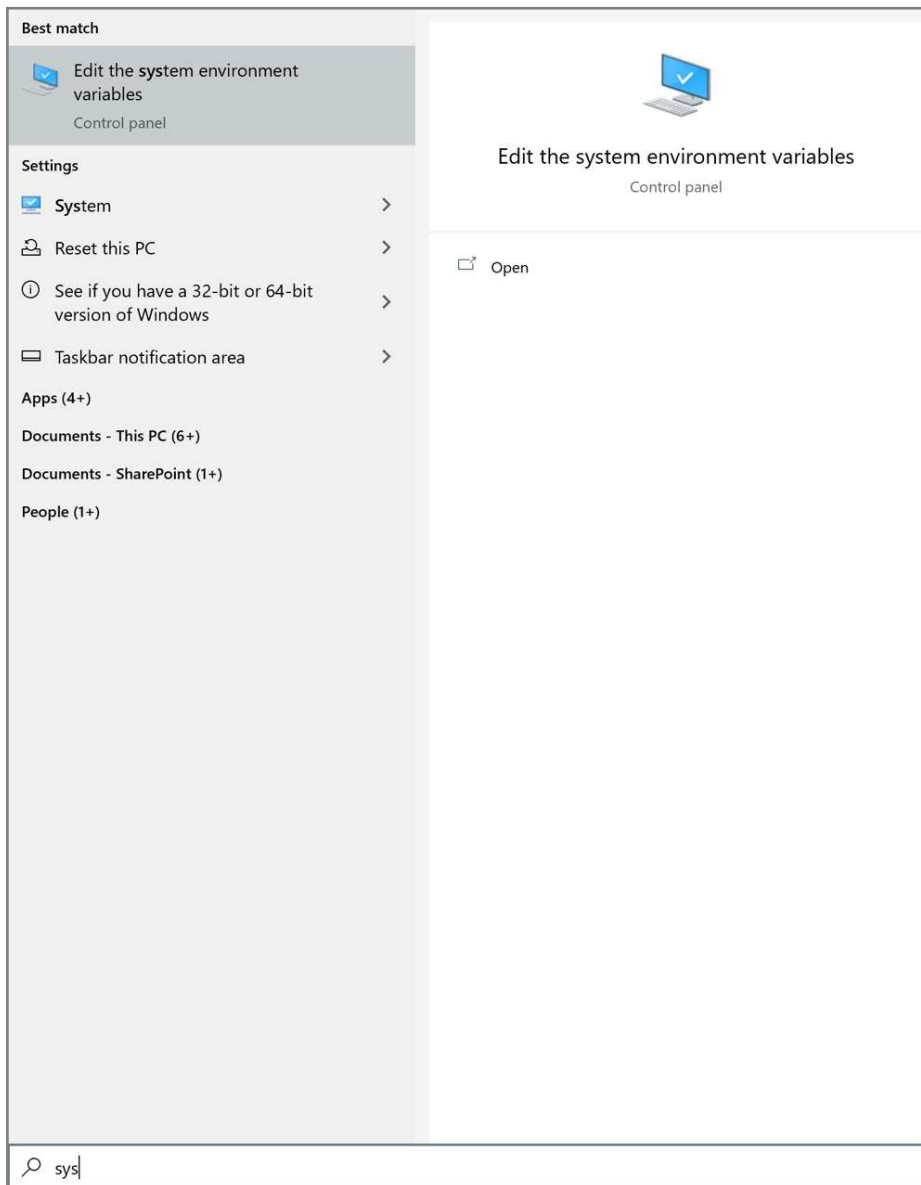 Best match
Edit the system environment
variables
Control panel
Settings
System
Reset this PC
See if you have a 32-bit or 64-bit
version of Windows
Taskbar notification area
Apps (4+)
Documents - This PC (6+)
Documents - SharePoint (1+)
People (1+)
Edit the system environment variables
Control panel
Open
sys